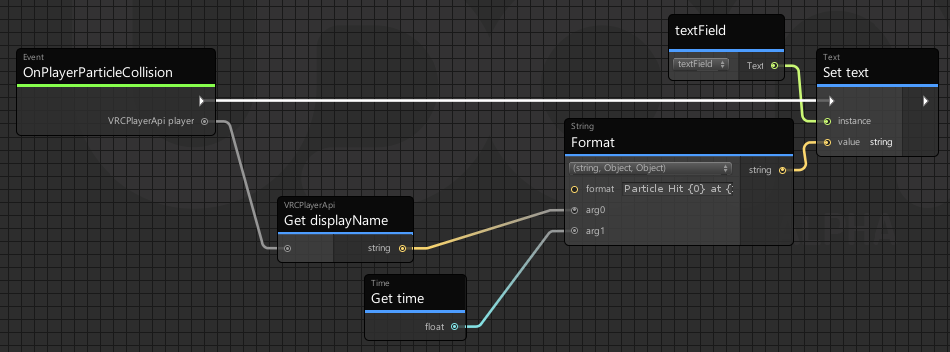 Event
OnPlayerParticleCollision
VRCPlayerApi player
textField
textField
Text
Text
Set text
instance
value string
String
Format
(string, Object, Object)
string
format Particle Hit {0} at {
arg0
arg1
VRCPlayerApi
Get displayName
string
Time
Get time
float